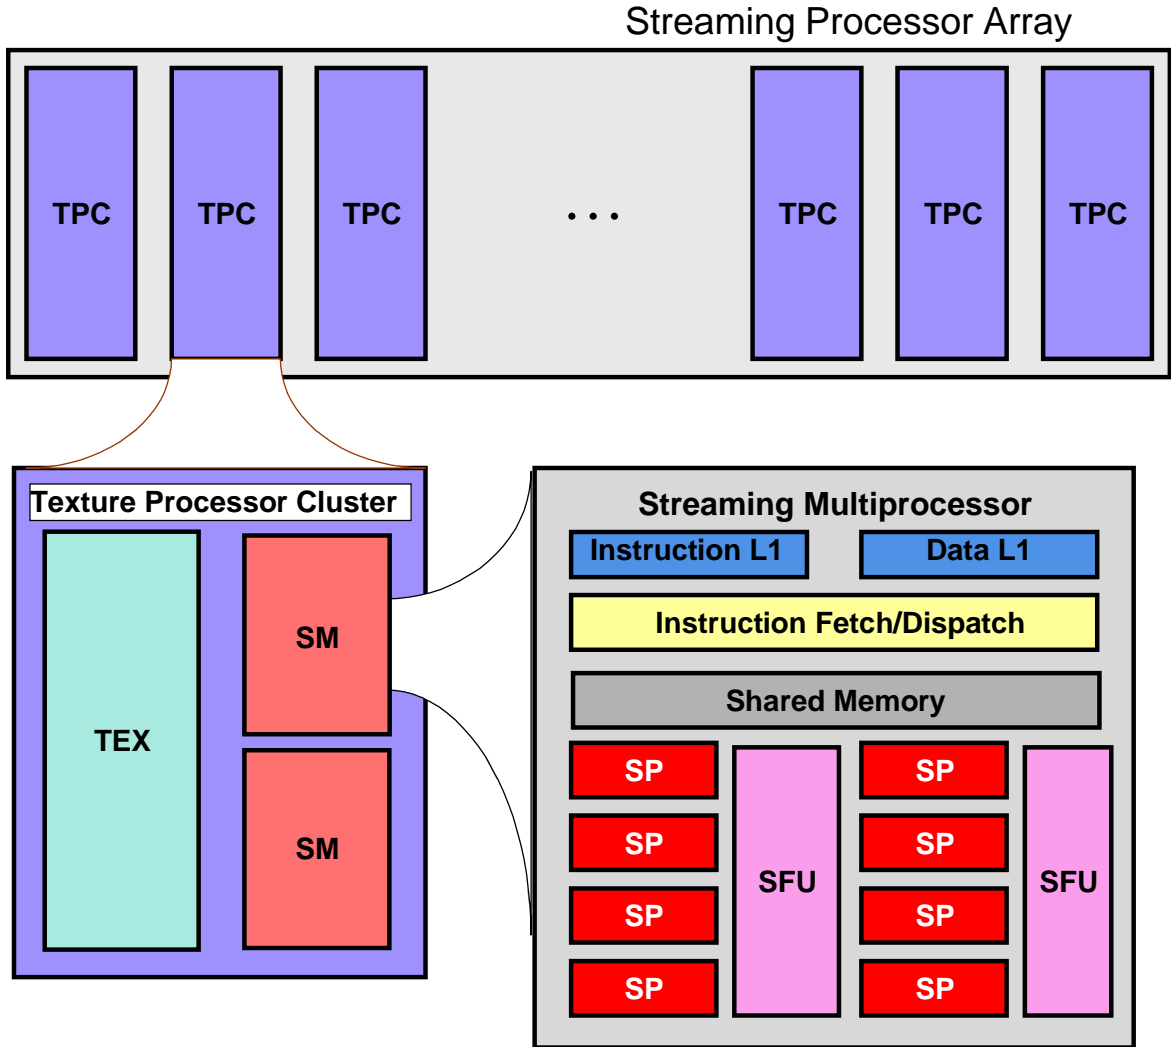 Streaming Processor Array
TPC TPC TPC . . . TPC TPC TPC
Texture Processor Cluster
TEX
SM
SM
Streaming Multiprocessor
Instruction L1 Data L1
Instruction Fetch/Dispatch
Shared Memory
SP SP
SP SP
SFU SFU
SP SP
SP SP